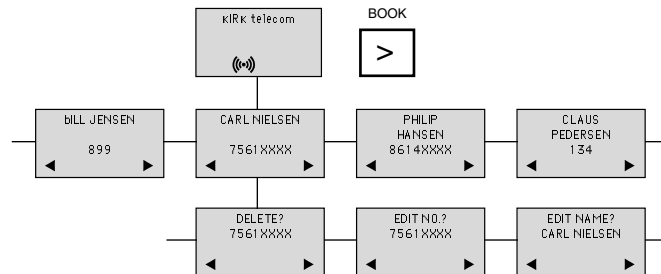 BOOK
KIRK telecom
>
bILL JENSEN
899
CARL NIELSEN
7561XXXX
PHILIP
HANSEN
8614XXXX
CLAUS
PEDERSEN
134
DELETE?
7561XXXX
EDIT NO.?
7561XXXX
EDIT NAME?
CARL NIELSEN